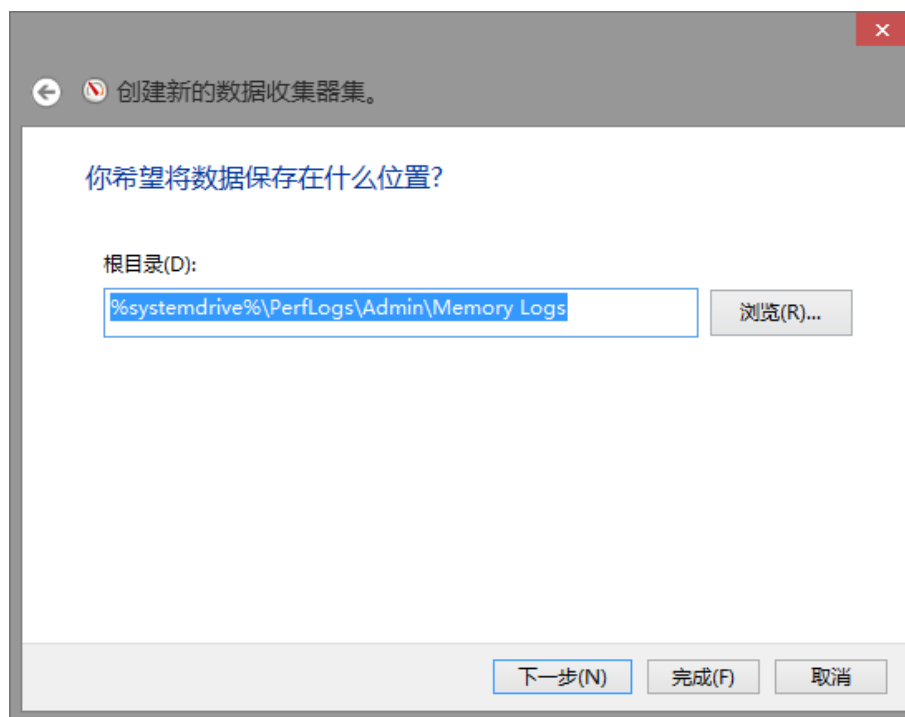 创建新的数据收集器集。
你希望将数据保存在什么位置?
根目录(D):
%systemdrive%\PerfLogs\Admin\Memory Logs
浏览(R)...
下一步(N) 完成(F) 取消